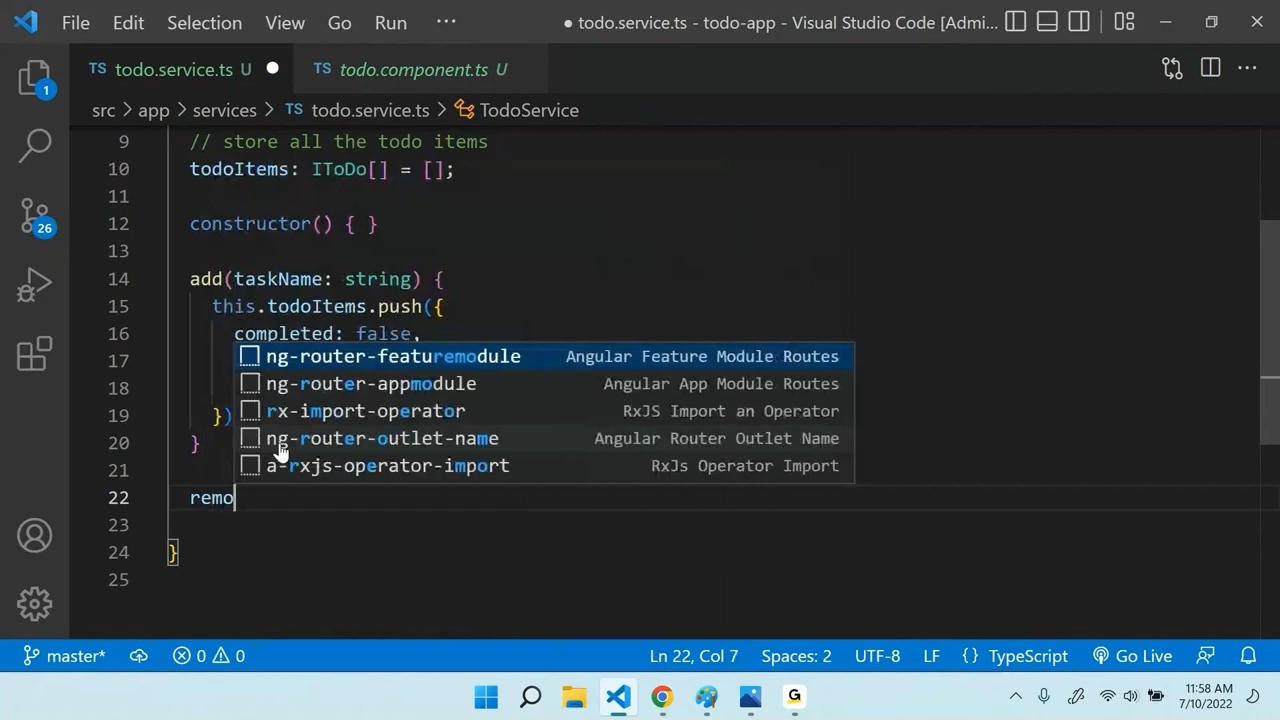 File Edit Selection View Go Run ··· ● todo.service.ts - todo-app - Visual Studio Code [Admi...
TS todo.service.ts U ● TS todo.component.ts U
src > app > services > TS todo.service.ts > TodoService
1
26
9 // store all the todo items
10 todoItems: IToDo[] = [];
11
12 constructor() { }
13
14 add(taskName: string) {
15 this.todoItems.push({
16 completed: false,
17 ng-router-featuremodule Angular Feature Module Routes
18 ng-router-appmodule Angular App Module Routes
rx-import-operator RxJS Import an Operator
19 })
20 } ng-router-outlet-name Angular Router Outlet Name
21 a-rxjs-operator-import RxJs Operator Import
22 remo
23
24 }
25
master* 0 0 Ln 22, Col 7 Spaces: 2 UTF-8 LF {} TypeScript Go Live
G 11:58 AM
7/10/2022